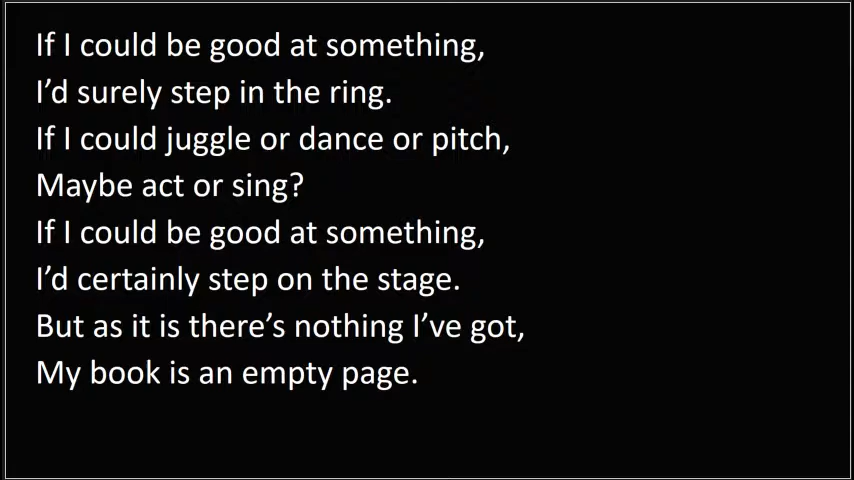 If I could be good at something,
I’d surely step in the ring.
If I could juggle or dance or pitch,
Maybe act or sing?
If I could be good at something,
I’d certainly step on the stage.
But as it is there’s nothing I’ve got,
My book is an empty page.